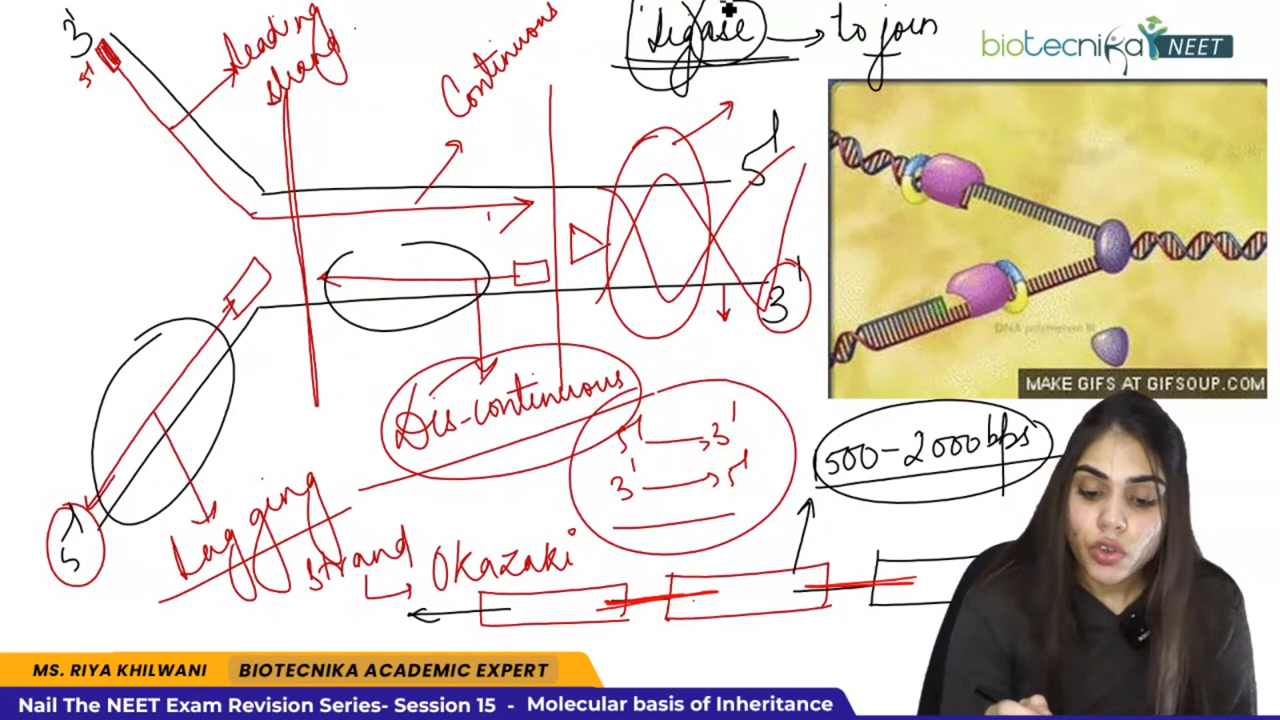 3'
5'
leading
strand
Continuous
ligase
to join
biotecnika NEET
5'
3'
DNA polymerase III
MAKE GIFS AT GIFSOUP.COM
Dis-continuous
5' → 3'
3' → 5'
500-2000bps
5'
Lagging
strand
Okazaki
MS. RIYA KHILWANI BIOTECNIKA ACADEMIC EXPERT
Nail The NEET Exam Revision Series- Session 15 - Molecular basis of Inheritance